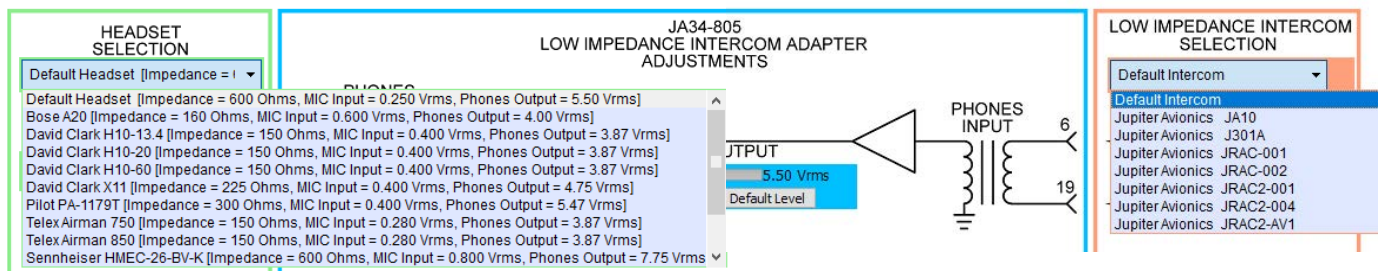 HEADSET
SELECTION
Default Headset [Impedance = (
Default Headset [Impedance = 600 Ohms, MIC Input = 0.250 Vrms, Phones Output = 5.50 Vrms]
Bose A20 [Impedance = 160 Ohms, MIC Input = 0.600 Vrms, Phones Output = 4.00 Vrms]
David Clark H10-13.4 [Impedance = 150 Ohms, MIC Input = 0.400 Vrms, Phones Output = 3.87 Vrms]
David Clark H10-20 [Impedance = 150 Ohms, MIC Input = 0.400 Vrms, Phones Output = 3.87 Vrms]
David Clark H10-60 [Impedance = 150 Ohms, MIC Input = 0.400 Vrms, Phones Output = 3.87 Vrms]
David Clark X11 [Impedance = 225 Ohms, MIC Input = 0.400 Vrms, Phones Output = 4.75 Vrms]
Pilot PA-1179T [Impedance = 300 Ohms, MIC Input = 0.400 Vrms, Phones Output = 5.47 Vrms]
Telex Airman 750 [Impedance = 150 Ohms, MIC Input = 0.280 Vrms, Phones Output = 3.87 Vrms]
Telex Airman 850 [Impedance = 150 Ohms, MIC Input = 0.280 Vrms, Phones Output = 3.87 Vrms]
Sennheiser HMEC-26-BV-K [Impedance = 600 Ohms, MIC Input = 0.800 Vrms, Phones Output = 7.75 Vrms
JA34-805
LOW IMPEDANCE INTERCOM ADAPTER
ADJUSTMENTS
PHONES
UTPUT
5.50 Vrms
Default Level
PHONES
INPUT
6
19
LOW IMPEDANCE INTERCOM
SELECTION
Default Intercom
Default Intercom
Jupiter Avionics JA10
Jupiter Avionics J301A
Jupiter Avionics JRAC-001
Jupiter Avionics JRAC-002
Jupiter Avionics JRAC2-001
Jupiter Avionics JRAC2-004
Jupiter Avionics JRAC2-AV1